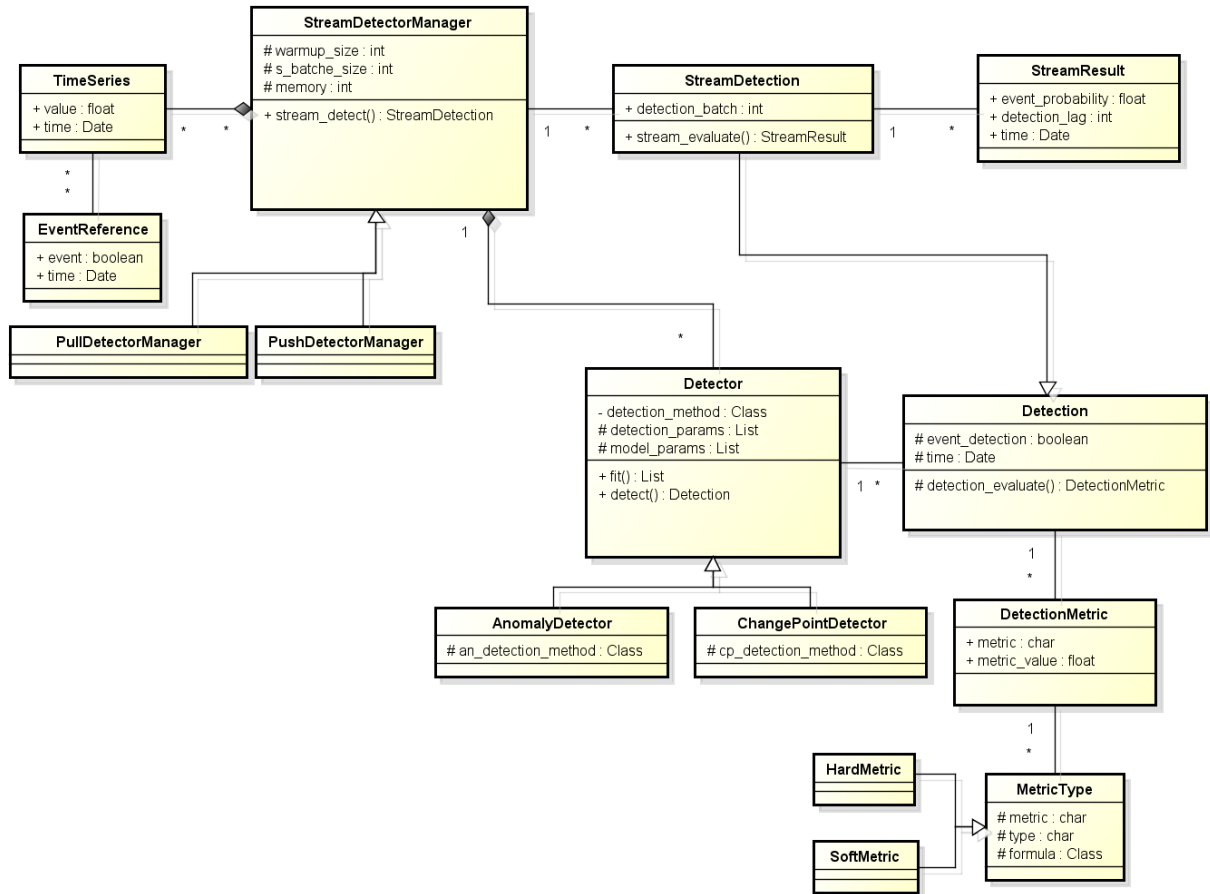 StreamDetectorManager
# warmup_size : int
# s_batche_size : int
# memory : int
+ stream_detect() : StreamDetection
TimeSeries
+ value : float
+ time : Date
*
*
*
*
EventReference
+ event : boolean
+ time : Date
PullDetectorManager
PushDetectorManager
1
*
StreamDetection
+ detection_batch : int
+ stream_evaluate() : StreamResult
1
*
StreamResult
+ event_probability : float
+ detection_lag : int
+ time : Date
1
*
Detector
- detection_method : Class
# detection_params : List
# model_params : List
+ fit() : List
+ detect() : Detection
1
*
Detection
# event_detection : boolean
# time : Date
# detection_evaluate() : DetectionMetric
AnomalyDetector
# an_detection_method : Class
ChangePointDetector
# cp_detection_method : Class
1
*
DetectionMetric
+ metric : char
+ metric_value : float
1
*
HardMetric
SoftMetric
MetricType
# metric : char
# type : char
# formula : Class